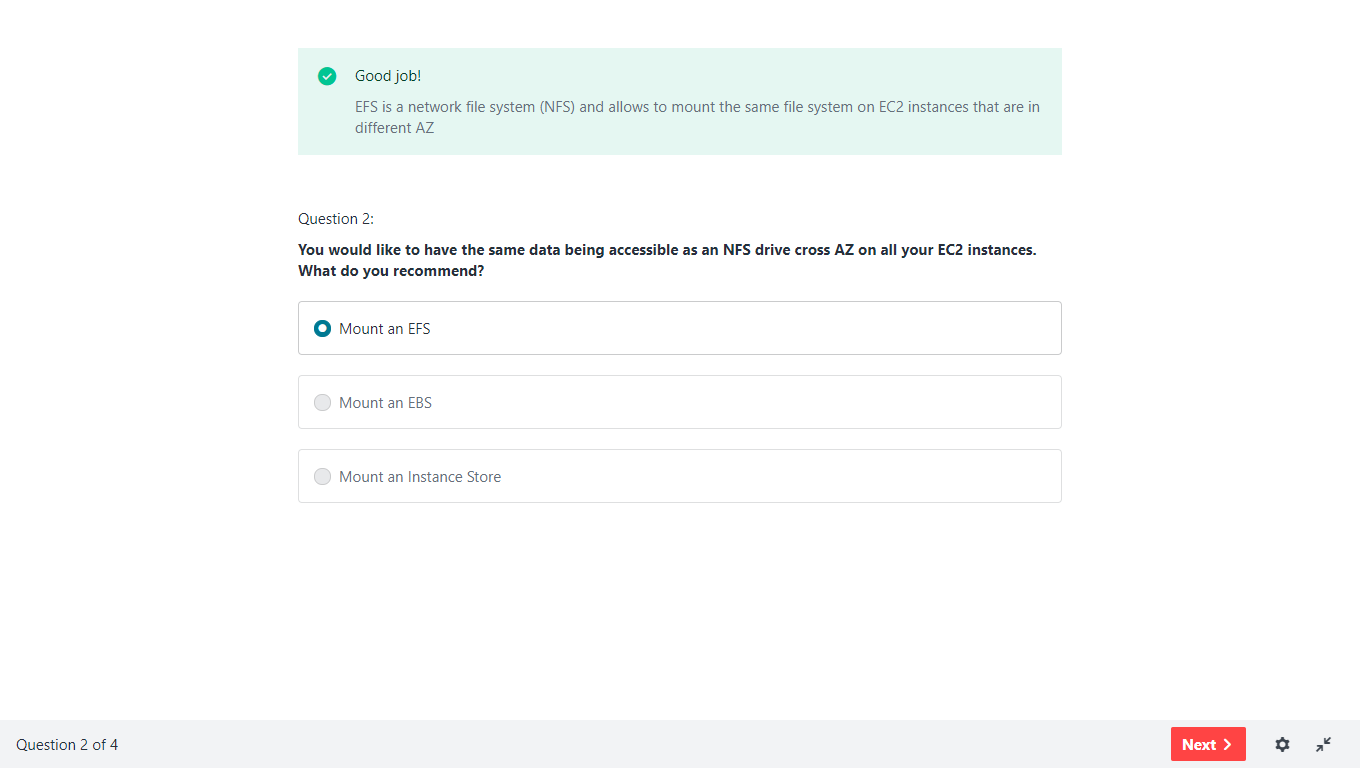 Good job!
EFS is a network file system (NFS) and allows to mount the same file system on EC2 instances that are in
different AZ
Question 2:
You would like to have the same data being accessible as an NFS drive cross AZ on all your EC2 instances.
What do you recommend?
Mount an EFS
Mount an EBS
Mount an Instance Store
Question 2 of 4
Next